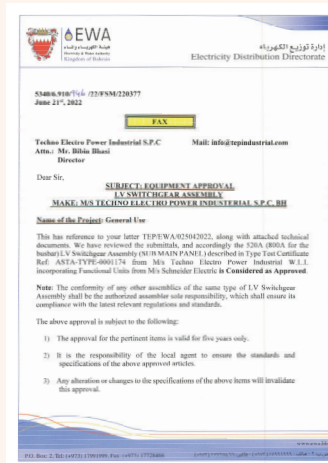 EWA
هيئة الكهرباء والماء
Electricity & Water Authority
Kingdom of Bahrain
إدارة توزيع الكهرباء
Electricity Distribution Directorate
5340/6.910/ /22/FSM/220377
June 21st, 2022
FAX
Techno Electro Power Industrial S.P.C Mail: info@tepindustrial.com
Attn.: Mr. Bibin Bhasi
Director
Dear Sir,
SUBJECT: EQUIPMENT APPROVAL
LV SWITCHGEAR ASSEMBLY
MAKE: M/S TECHNO ELECTRO POWER INDUSTERIAL S.P.C, BH
Name of the Project: General Use
This has reference to your letter TEP/EWA/025042022, along with attached technical
documents. We have reviewed the submittals, and accordingly the 520A (800A for the
busbar) LV Switchgear Assembly (SUB MAIN PANEL) described in Type Test Certificate
Ref: ASTA-TYPE-0001174 from M/s Techno Electro Power Industrial W.L.L
incorporating Functional Units from M/s Schneider Electric is Considered as Approved.
Note: The conformity of any other assemblies of the same type of LV Switchgear
Assembly shall be the authorized assembler sole responsibility, which shall ensure its
compliance with the latest relevant regulations and standards.
The above approval is subject to the following:
1) The approval for the pertinent items is valid for five years only.
2) It is the responsibility of the local agent to ensure the standards and
specifications of the above approved articles.
3) Any alteration or changes to the specifications of the above items will invalidate
this approval.
P.O. Box: 2, Tel: (+973) 17991999, Fax: (+973)